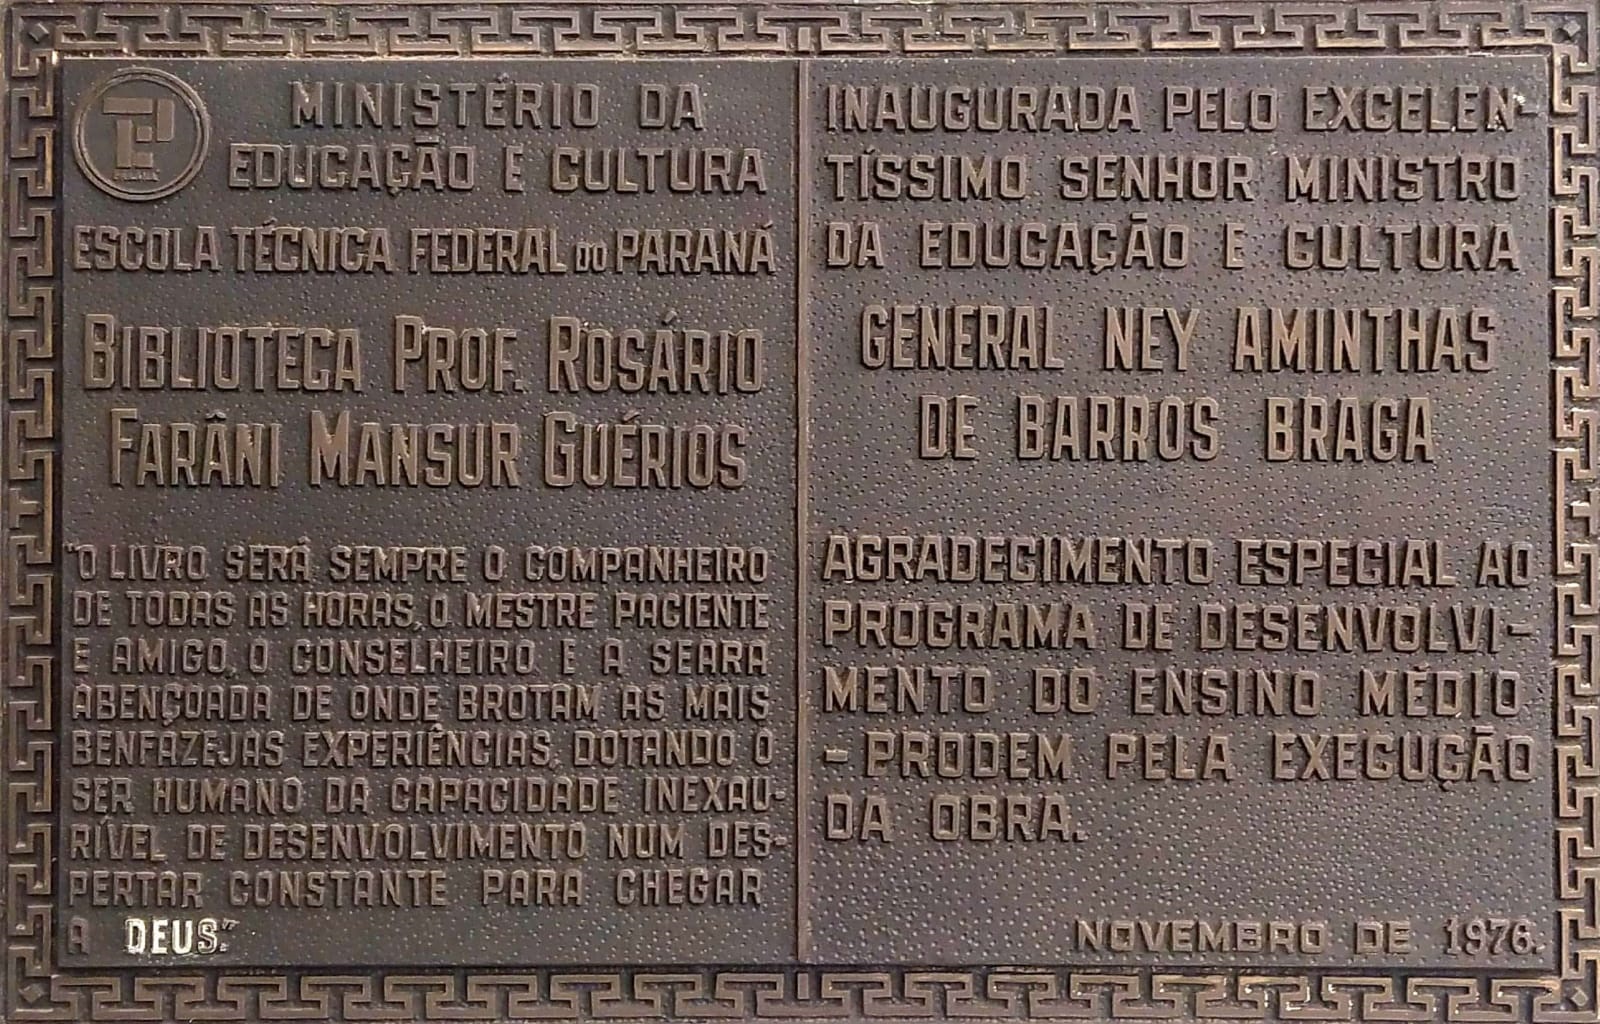 MINISTÉRIO DA
EDUCAÇÃO E CULTURA
ESCOLA TÉCNICA FEDERAL DO PARANÁ
BIBLIOTECA PROF. ROSÁRIO
FARÂNI MANSUR GUÉRIOS
"O LIVRO SERÁ SEMPRE O COMPANHEIRO
DE TODAS AS HORAS, O MESTRE PACIENTE
E AMIGO, O CONSELHEIRO E A SEARA
ABENÇOADA DE ONDE BROTAM AS MAIS
BENFAZEJAS EXPERIÊNCIAS, DOTANDO O
SER HUMANO DA CAPACIDADE INEXAU-
RÍVEL DE DESENVOLVIMENTO NUM DES-
PERTAR CONSTANTE PARA CHEGAR
A DEUS."
INAUGURADA PELO EXCELEN-
TÍSSIMO SENHOR MINISTRO
DA EDUCAÇÃO E CULTURA
GENERAL NEY AMINTHAS
DE BARROS BRAGA
AGRADECIMENTO ESPECIAL AO
PROGRAMA DE DESENVOLVI-
MENTO DO ENSINO MÉDIO
- PRODEM PELA EXECUÇÃO
DA OBRA.
NOVEMBRO DE 1976.